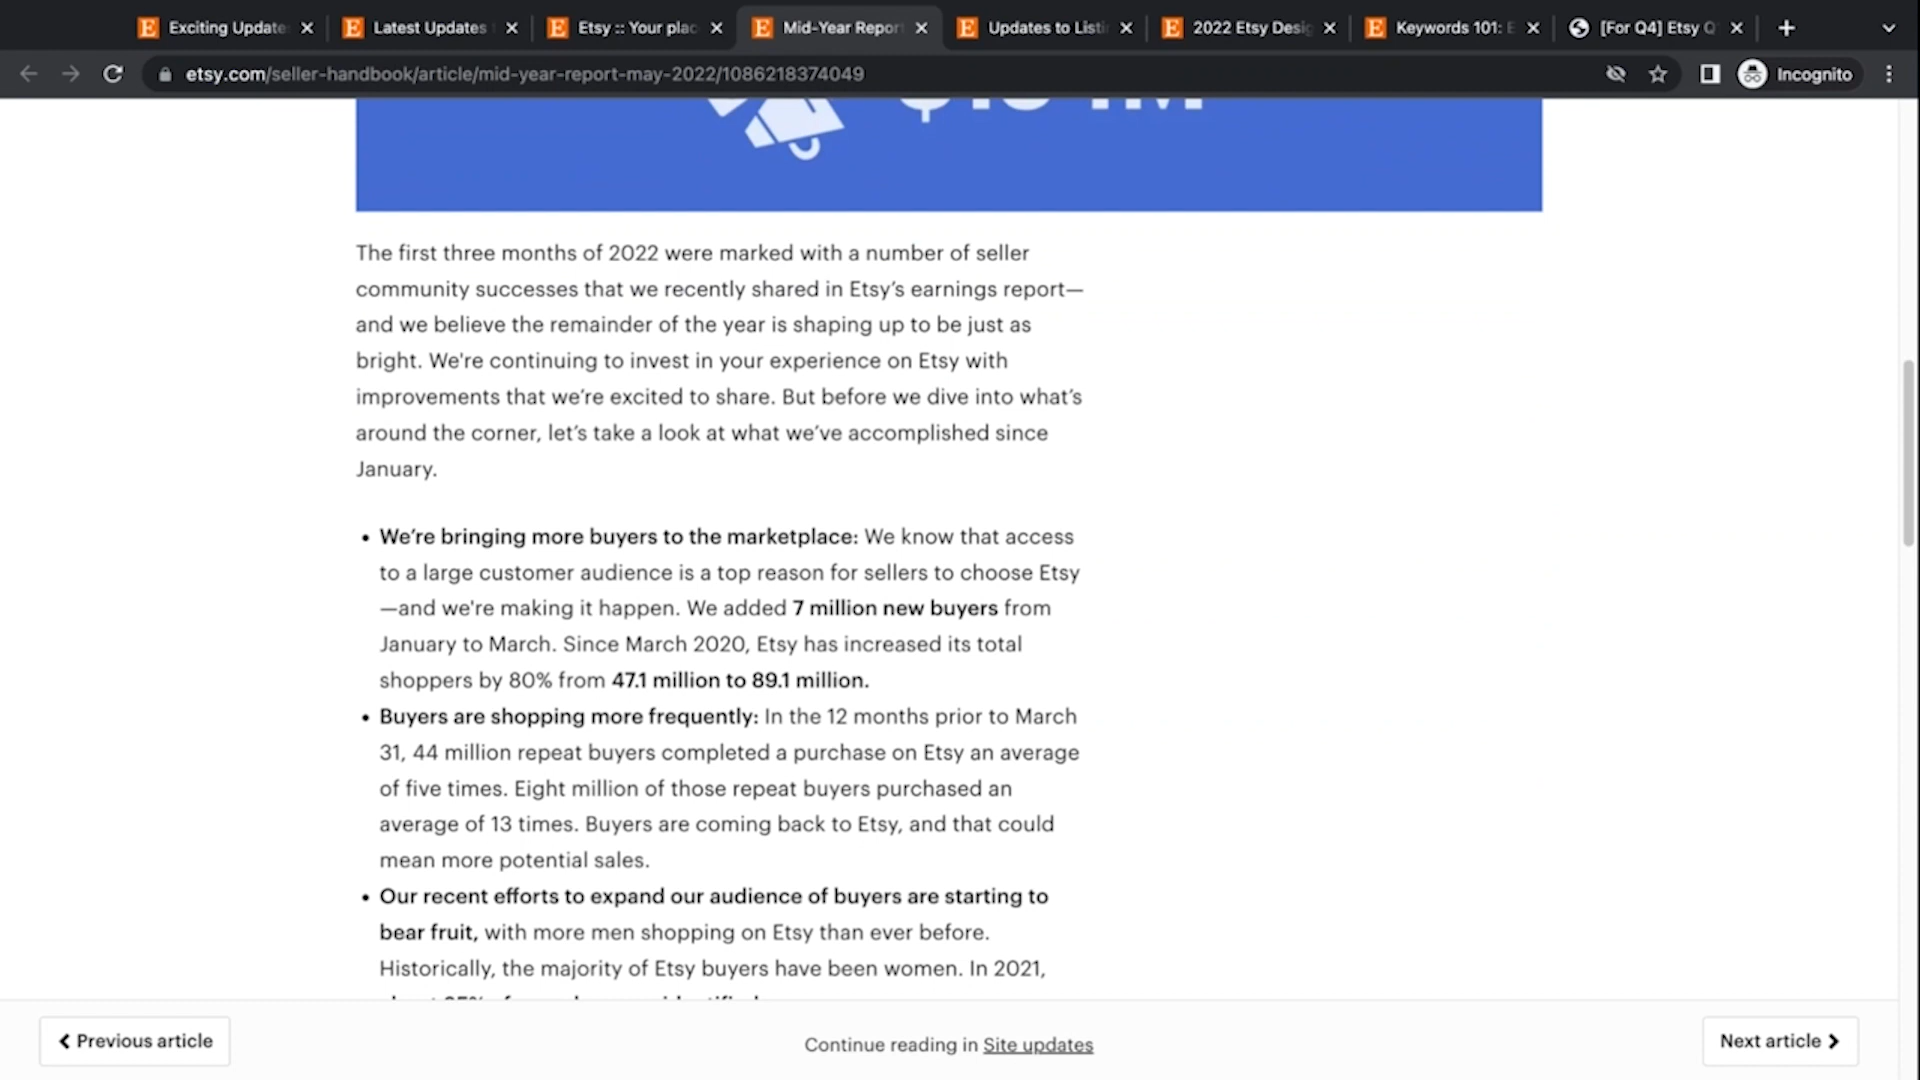 Exciting Update
Latest Updates
Etsy :: Your plac
Mid-Year Repor
Updates to Listi
2022 Etsy Desig
Keywords 101: E
[For Q4] Etsy Q
etsy.com/seller-handbook/article/mid-year-report-may-2022/1086218374049
Incognito
The first three months of 2022 were marked with a number of seller
community successes that we recently shared in Etsy’s earnings report—
and we believe the remainder of the year is shaping up to be just as
bright. We're continuing to invest in your experience on Etsy with
improvements that we’re excited to share. But before we dive into what’s
around the corner, let’s take a look at what we’ve accomplished since
January.
• We’re bringing more buyers to the marketplace: We know that access
to a large customer audience is a top reason for sellers to choose Etsy
—and we're making it happen. We added 7 million new buyers from
January to March. Since March 2020, Etsy has increased its total
shoppers by 80% from 47.1 million to 89.1 million.
• Buyers are shopping more frequently: In the 12 months prior to March
31, 44 million repeat buyers completed a purchase on Etsy an average
of five times. Eight million of those repeat buyers purchased an
average of 13 times. Buyers are coming back to Etsy, and that could
mean more potential sales.
• Our recent efforts to expand our audience of buyers are starting to
bear fruit, with more men shopping on Etsy than ever before.
Historically, the majority of Etsy buyers have been women. In 2021,
Previous article
Continue reading in Site updates
Next article